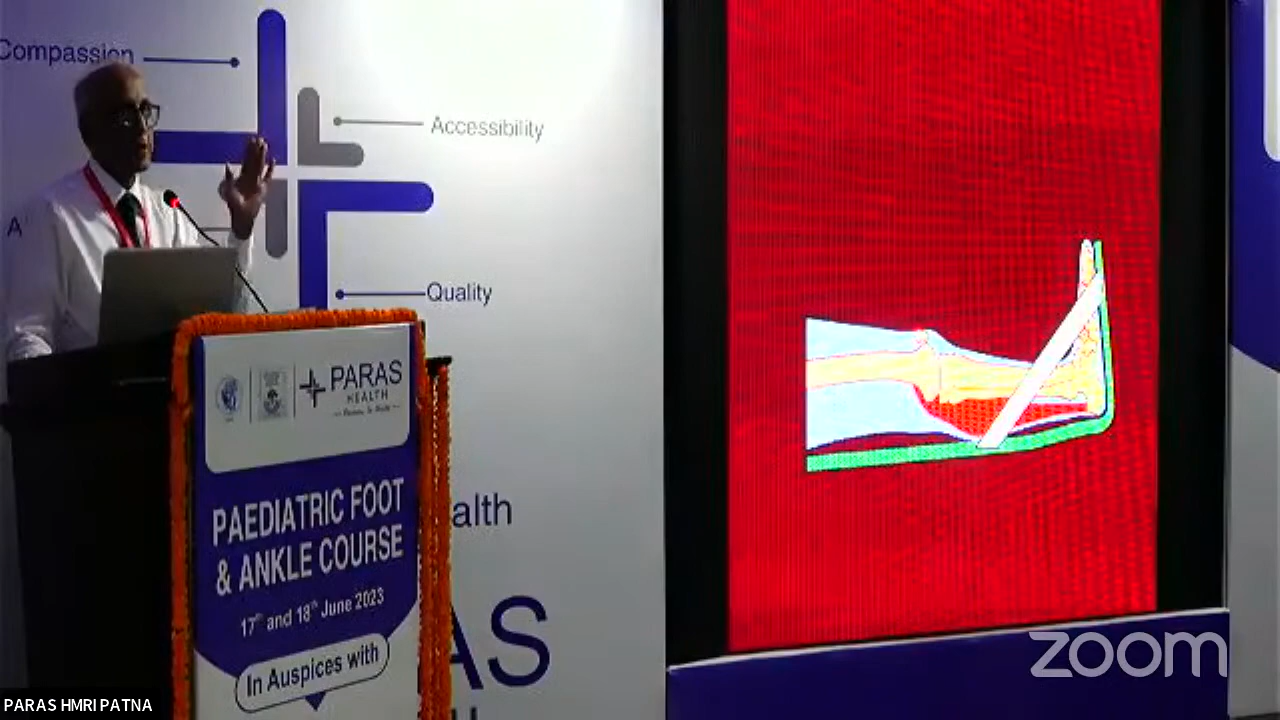 Compassion
Accessibility
A
Quality
PARAS
HEALTH
PAEDIATRIC FOOT
& ANKLE COURSE
17th and 18th June 2023
In Auspices with
alth
AS
zoom
PARAS HMRI PATNA